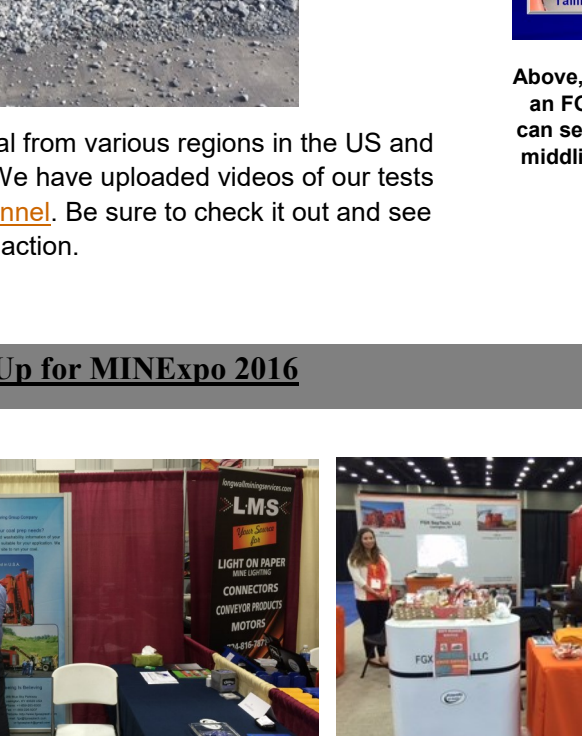 Above,
an FG
can se
middli
al from various regions in the US and
We have uploaded videos of our tests
nnel. Be sure to check it out and see
action.
Up for MINExpo 2016
longwallminingservices.com
LMS
Your Source
for
LIGHT ON PAPER
MINE LIGHTING
CONNECTORS
CONVEYOR PRODUCTS
MOTORS
FGX SepTech, LLC
FGX
LLC